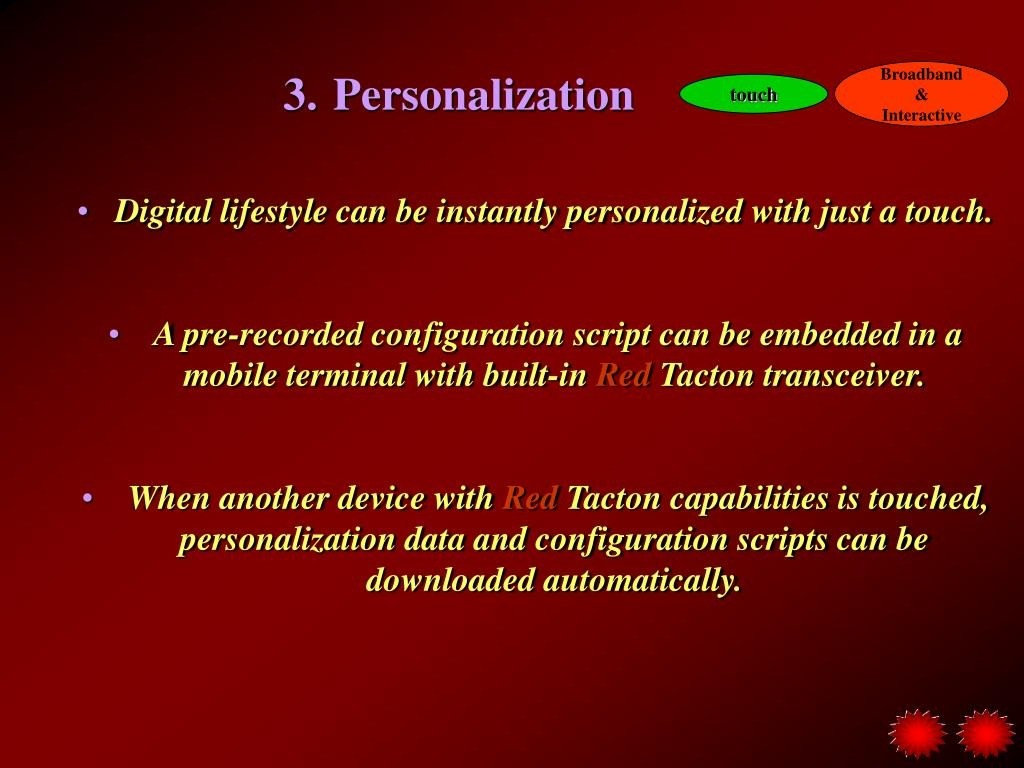 3. Personalization
touch
Broadband
&
Interactive
• Digital lifestyle can be instantly personalized with just a touch.
• A pre-recorded configuration script can be embedded in a
mobile terminal with built-in Red Tacton transceiver.
• When another device with Red Tacton capabilities is touched,
personalization data and configuration scripts can be
downloaded automatically.